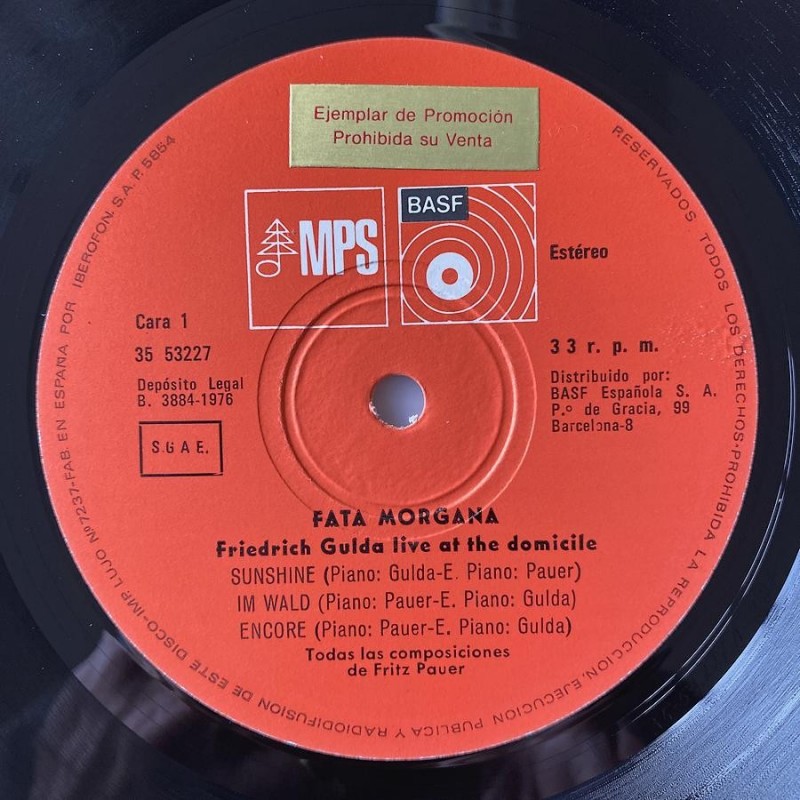 Ejemplar de Promoción
Prohibida su Venta
MPS
BASF
Estéreo
Cara 1
35 53227
Depósito Legal
B. 3884-1976
S.G.A.E.
33 r. p. m.
Distribuido por:
BASF Española S. A.
P.º de Gracia, 99
Barcelona-8
FATA MORGANA
Friedrich Gulda live at the domicile
SUNSHINE (Piano: Gulda-E. Piano: Pauer)
IM WALD (Piano: Pauer-E. Piano: Gulda)
ENCORE (Piano: Pauer-E. Piano: Gulda)
Todas las composiciones
de Fritz Pauer
RESERVADOS TODOS LOS DERECHOS-PROHIBIDA LA REPRODUCCION, EJECUCION PUBLICA Y RADIODIFUSION DE ESTE DISCO-IMP. LUJO Nº 7237-FAB. EN ESPAÑA POR IBEROFON. S.A. P. 5854